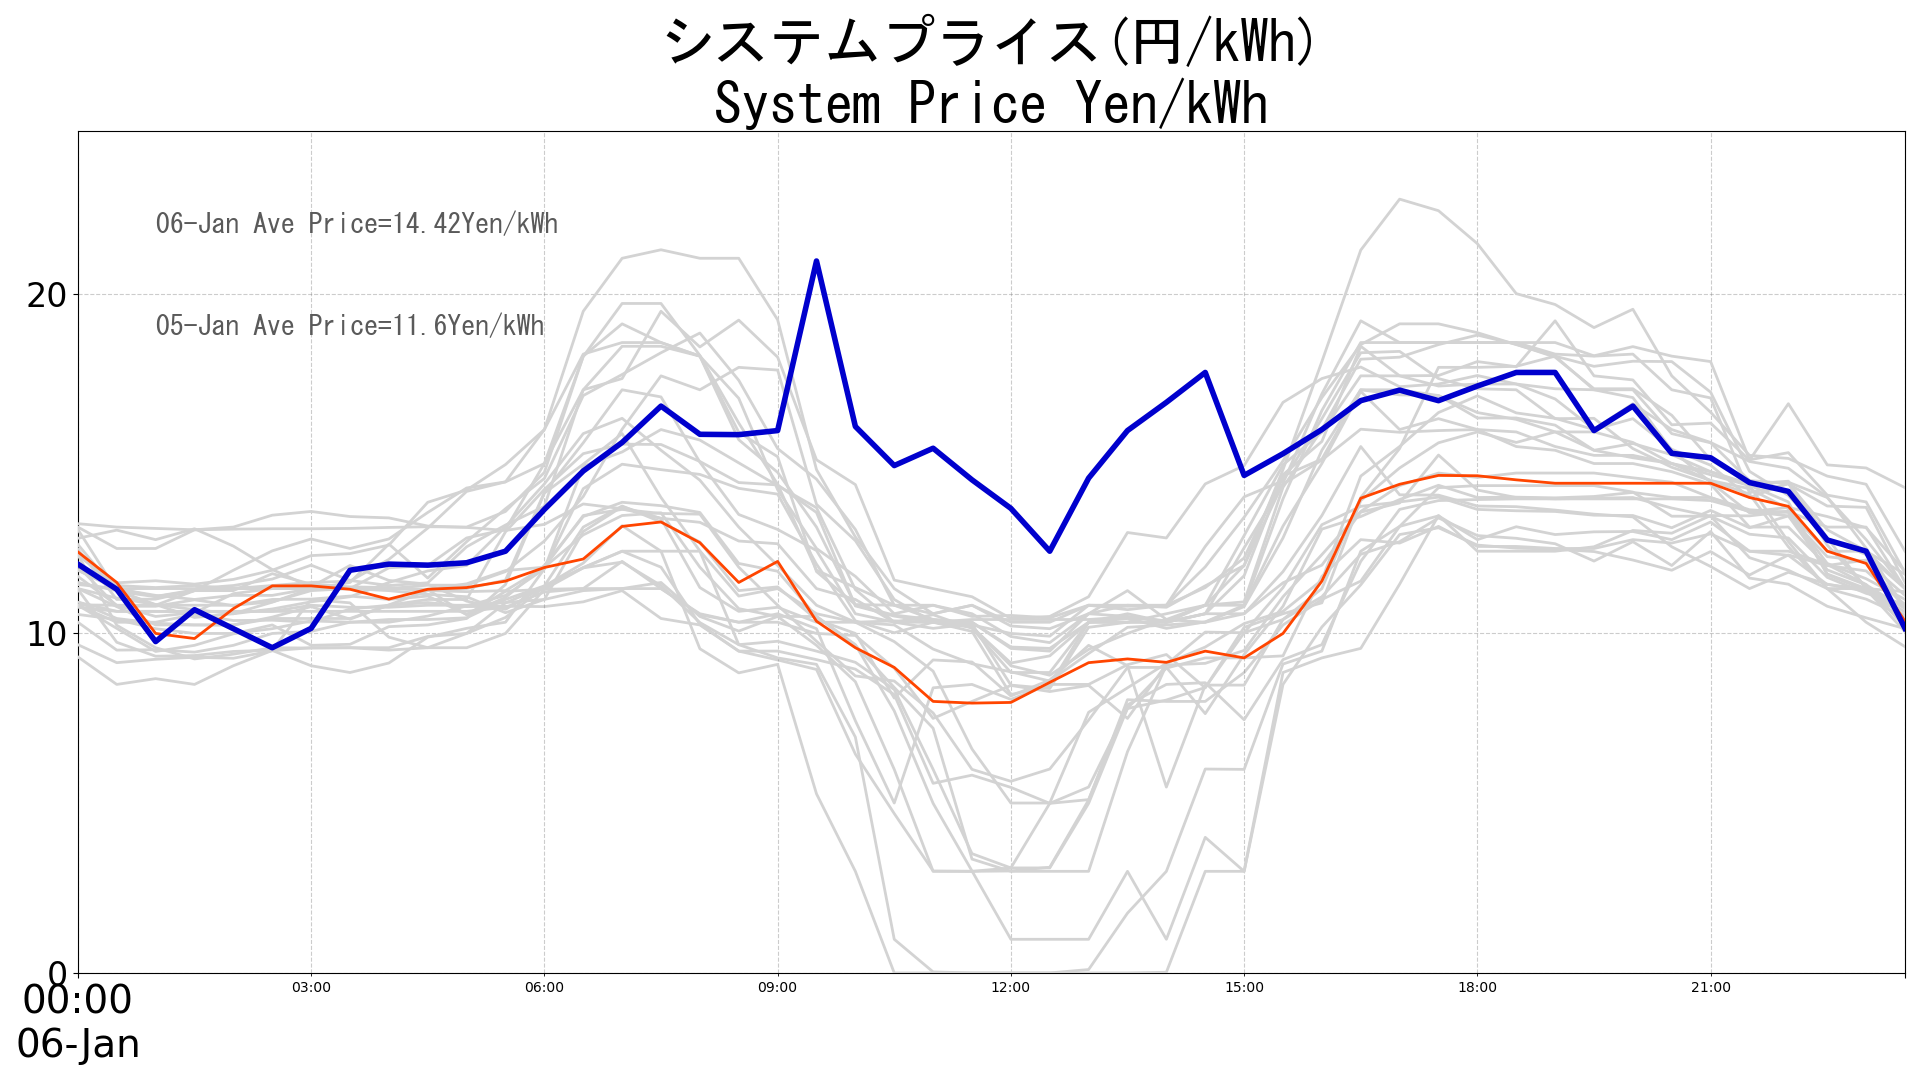 システムプライス(円/kWh)
System Price Yen/kWh
06-Jan Ave Price=14.42Yen/kWh
05-Jan Ave Price=11.6Yen/kWh
20
10
0
00:00 03:00 06:00 09:00 12:00 15:00 18:00 21:00
06-Jan